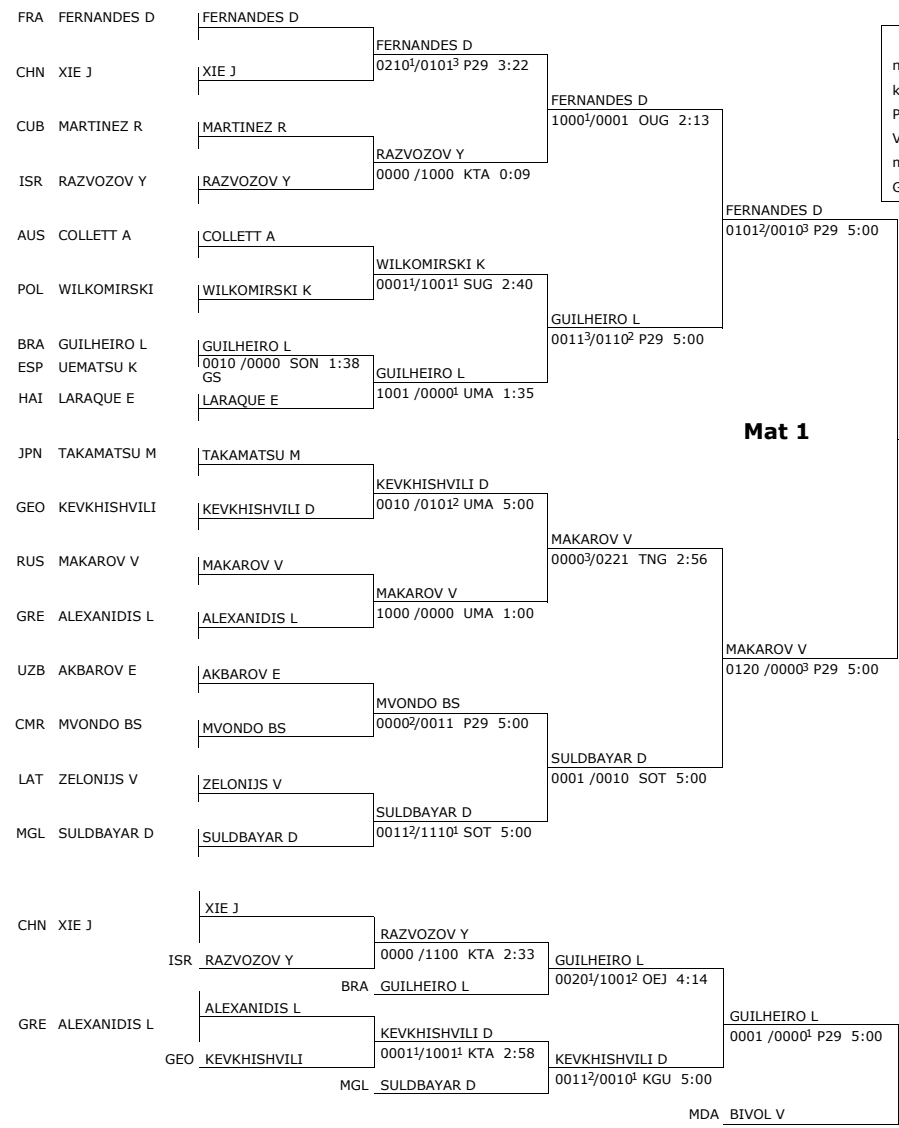 FRA FERNANDES D
FERNANDES D
FERNANDES D
0210¹/0101³ P29 3:22
CHN XIE J
XIE J
n
k
P
V
n
G
FERNANDES D
1000¹/0001 OUG 2:13
CUB MARTINEZ R
MARTINEZ R
RAZVOZOV Y
0000 /1000 KTA 0:09
ISR RAZVOZOV Y
RAZVOZOV Y
FERNANDES D
0101²/0010³ P29 5:00
AUS COLLETT A
COLLETT A
WILKOMIRSKI K
0001¹/1001¹ SUG 2:40
POL WILKOMIRSKI
WILKOMIRSKI K
GUILHEIRO L
0011³/0110² P29 5:00
BRA GUILHEIRO L
GUILHEIRO L
ESP UEMATSU K
0010 /0000 SON 1:38
GS
GUILHEIRO L
1001 /0000¹ UMA 1:35
HAI LARAQUE E
LARAQUE E
Mat 1
JPN TAKAMATSU M
TAKAMATSU M
KEVKHISHVILI D
0010 /0101² UMA 5:00
GEO KEVKHISHVILI
KEVKHISHVILI D
MAKAROV V
0000³/0221 TNG 2:56
RUS MAKAROV V
MAKAROV V
MAKAROV V
1000 /0000 UMA 1:00
GRE ALEXANIDIS L
ALEXANIDIS L
MAKAROV V
0120 /0000³ P29 5:00
UZB AKBAROV E
AKBAROV E
MVONDO BS
0000²/0011 P29 5:00
CMR MVONDO BS
MVONDO BS
SULDBAYAR D
0001 /0010 SOT 5:00
LAT ZELONIJS V
ZELONIJS V
SULDBAYAR D
0011²/1110¹ SOT 5:00
MGL SULDBAYAR D
SULDBAYAR D
XIE J
CHN XIE J
RAZVOZOV Y
0000 /1100 KTA 2:33
ISR RAZVOZOV Y
GUILHEIRO L
0020¹/1001² OEJ 4:14
BRA GUILHEIRO L
ALEXANIDIS L
GRE ALEXANIDIS L
GUILHEIRO L
0001 /0000¹ P29 5:00
KEVKHISHVILI D
0001¹/1001¹ KTA 2:58
GEO KEVKHISHVILI
KEVKHISHVILI D
0011²/0010¹ KGU 5:00
MGL SULDBAYAR D
MDA BIVOL V